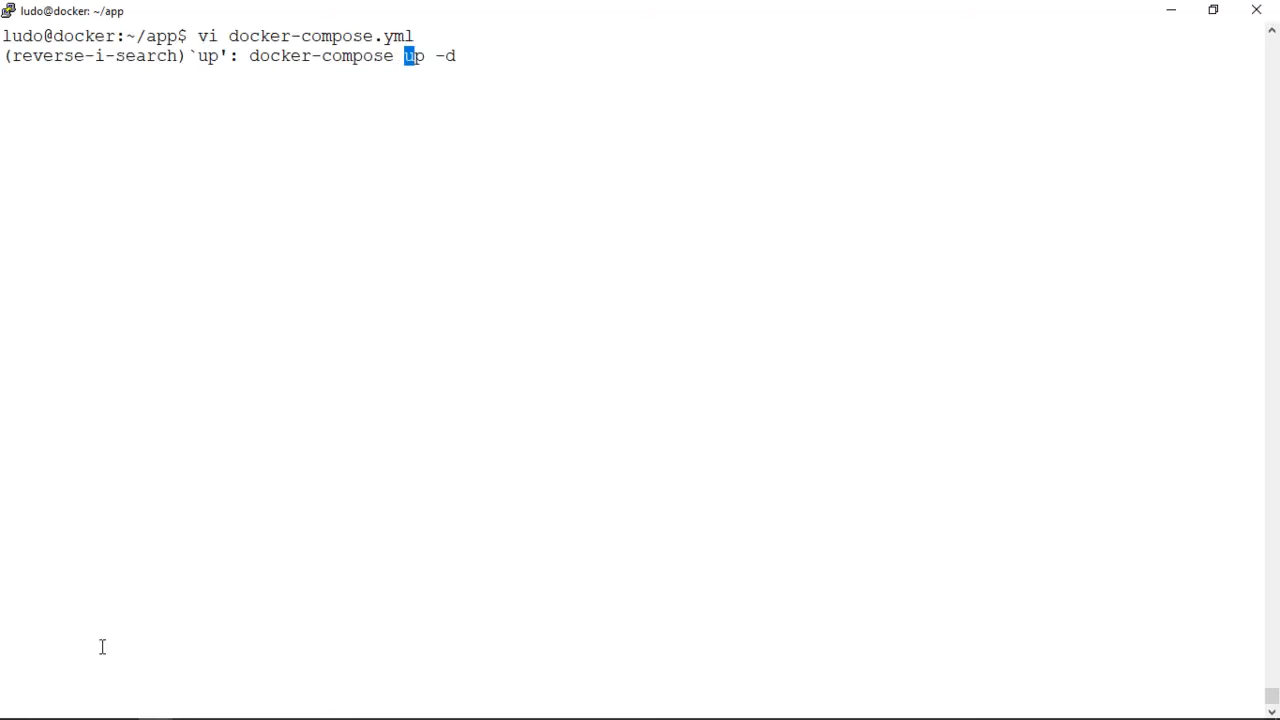 ludo@docker: ~/app
ludo@docker:~/app$ vi docker-compose.yml
(reverse-i-search)`up': docker-compose up -d